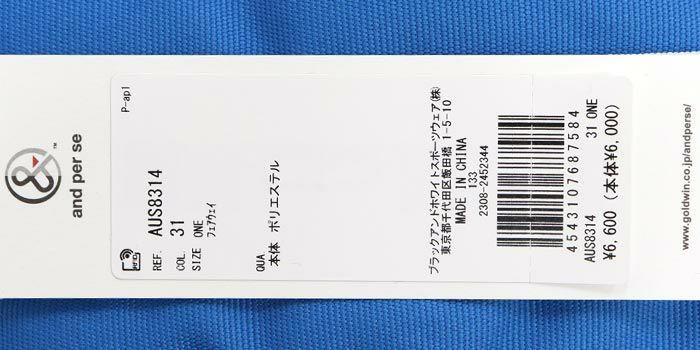 and per se
™
P-apl
RFID
REF. AUS8314
COL. 31
SIZE ONE
フェアウェイ
QUA
本体 ポリエステル
ブラックアンドホワイトスポーツウェア(株)
東京都千代田区飯田橋 1-5-10
MADE IN CHINA
133
2308-2452344
4543107687584
AUS8314 31 ONE
¥6,600 (本体¥6,000)
www.goldwin.co.jp/andperse/